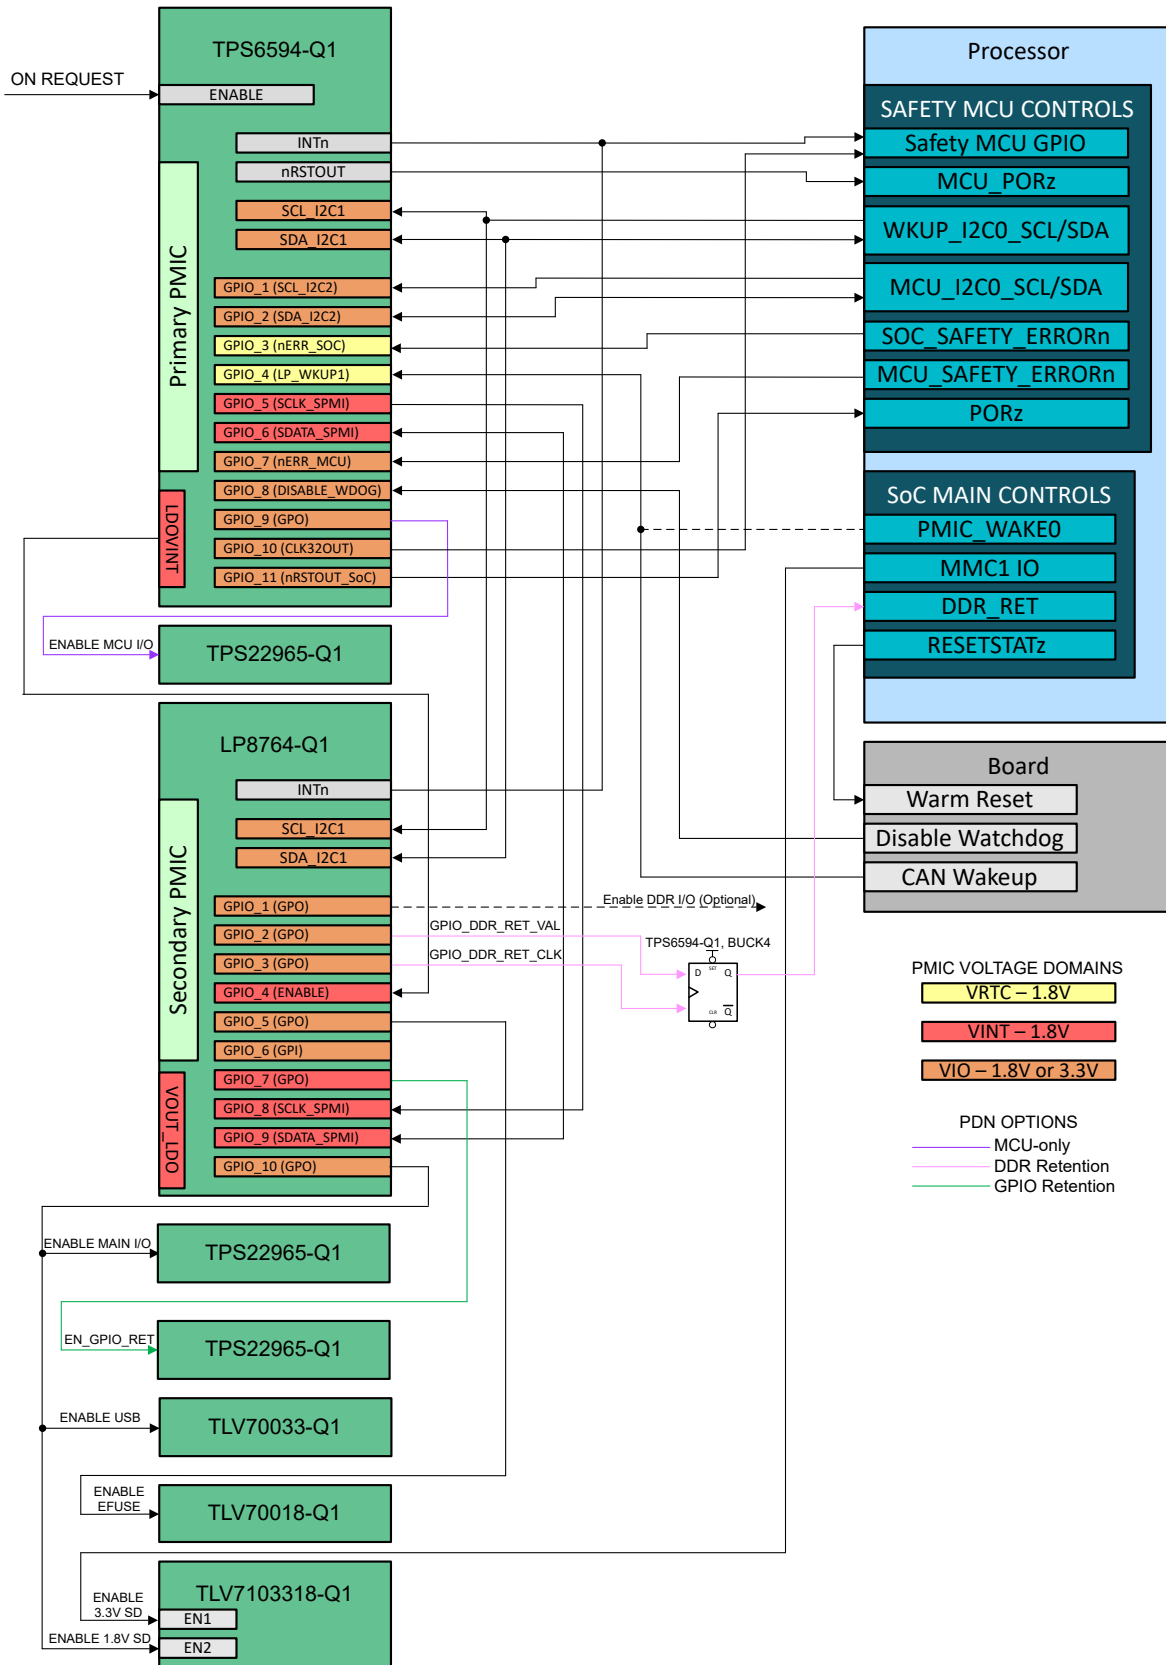 TPS6594-Q1
ON REQUEST
ENABLE
INTn
nRSTOUT
SCL_I2C1
SDA_I2C1
GPIO_1 (SCL_I2C2)
GPIO_2 (SDA_I2C2)
GPIO_3 (nERR_SOC)
GPIO_4 (LP_WKUP1)
GPIO_5 (SCLK_SPMI)
GPIO_6 (SDATA_SPMI)
GPIO_7 (nERR_MCU)
GPIO_8 (DISABLE_WDOG)
GPIO_9 (GPO)
GPIO_10 (CLK32OUT)
GPIO_11 (nRSTOUT_SoC)
Primary PMIC
LDOVINT
Processor
SAFETY MCU CONTROLS
Safety MCU GPIO
MCU_PORz
WKUP_I2C0_SCL/SDA
MCU_I2C0_SCL/SDA
SOC_SAFETY_ERRORn
MCU_SAFETY_ERRORn
PORz
SoC MAIN CONTROLS
PMIC_WAKE0
MMC1 IO
DDR_RET
RESETSTATz
ENABLE MCU I/O
TPS22965-Q1
LP8764-Q1
INTn
SCL_I2C1
SDA_I2C1
GPIO_1 (GPO)
GPIO_2 (GPO)
GPIO_3 (GPO)
GPIO_4 (ENABLE)
GPIO_5 (GPO)
GPIO_6 (GPI)
GPIO_7 (GPO)
GPIO_8 (SCLK_SPMI)
GPIO_9 (SDATA_SPMI)
GPIO_10 (GPO)
Secondary PMIC
VOUT_LDO
Board
Warm Reset
Disable Watchdog
CAN Wakeup
Enable DDR I/O (Optional)
GPIO_DDR_RET_VAL
GPIO_DDR_RET_CLK
TPS6594-Q1, BUCK4
D SET Q
CLR Q
PMIC VOLTAGE DOMAINS
VRTC – 1.8V
VINT – 1.8V
VIO – 1.8V or 3.3V
PDN OPTIONS
MCU-only
DDR Retention
GPIO Retention
ENABLE MAIN I/O
TPS22965-Q1
EN_GPIO_RET
TPS22965-Q1
ENABLE USB
TLV70033-Q1
ENABLE
EFUSE
TLV70018-Q1
TLV7103318-Q1
ENABLE
3.3V SD
EN1
ENABLE 1.8V SD
EN2